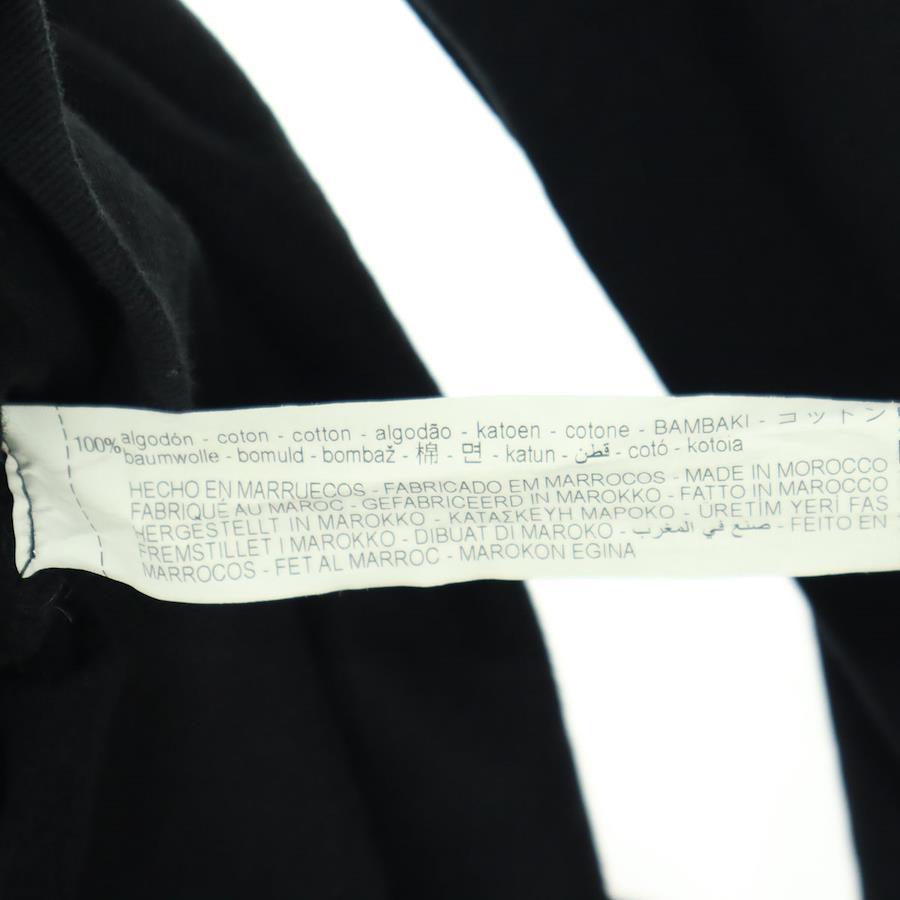 100% algodón - coton - cotton - algodão - katoen - cotone - BAMBAKI - コットン
baumwolle - bomuld - bombaž - 棉 - 면 - katun - قطن - cotó - kotoia
HECHO EN MARRUECOS - FABRICADO EM MARROCOS - MADE IN MOROCCO
FABRIQUÉ AU MAROC - GEFABRICEERD IN MAROKKO - FATTO IN MAROCCO
HERGESTELLT IN MAROKKO - ΚΑΤΑΣΚΕΥΗ ΜΑΡΟΚΟ - ÜRETİM YERİ FAS
FREMSTILLET I MAROKKO - DIBUAT DI MAROKO - صنع في المغرب - FEITO EN
MARROCOS - FET AL MARROC - MAROKON EGINA